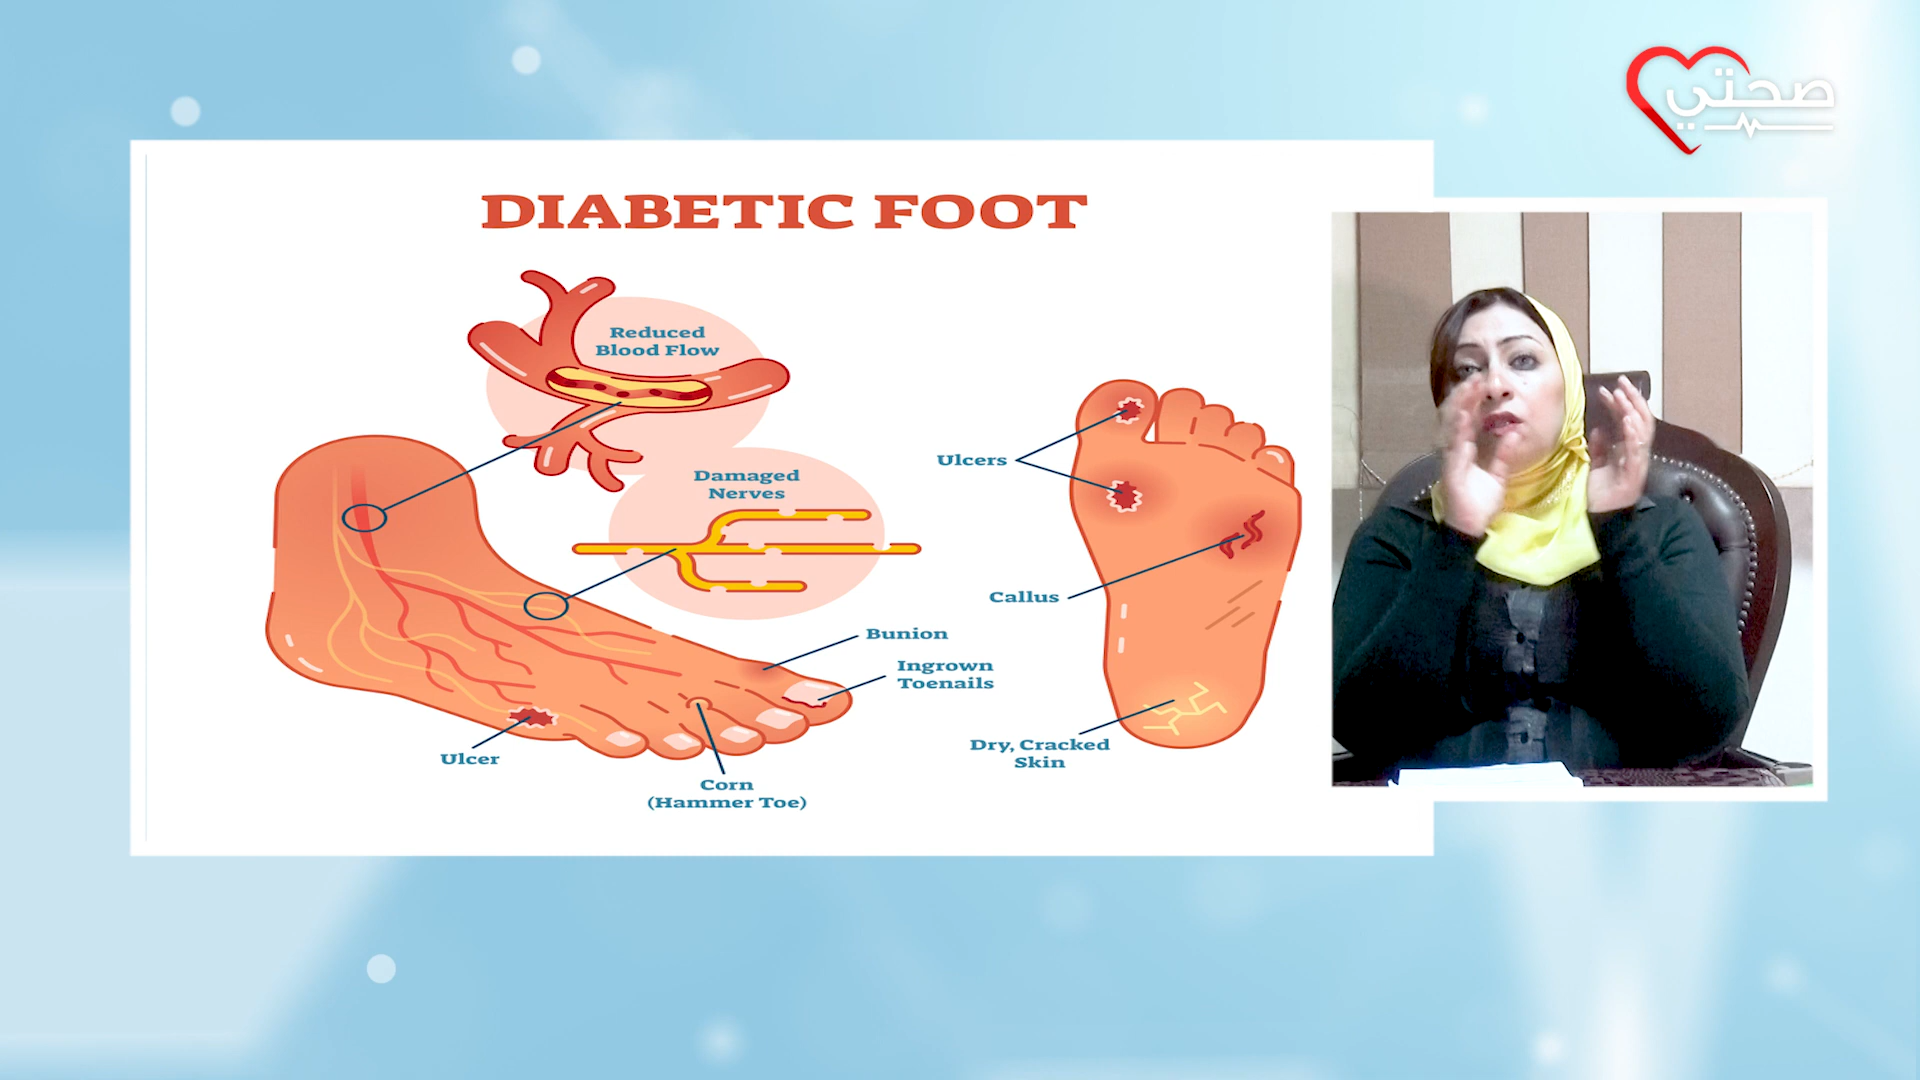 صحتي
DIABETIC FOOT
Reduced
Blood Flow
Damaged
Nerves
Ulcers
Callus
Bunion
Ingrown
Toenails
Ulcer
Corn
(Hammer Toe)
Dry, Cracked
Skin